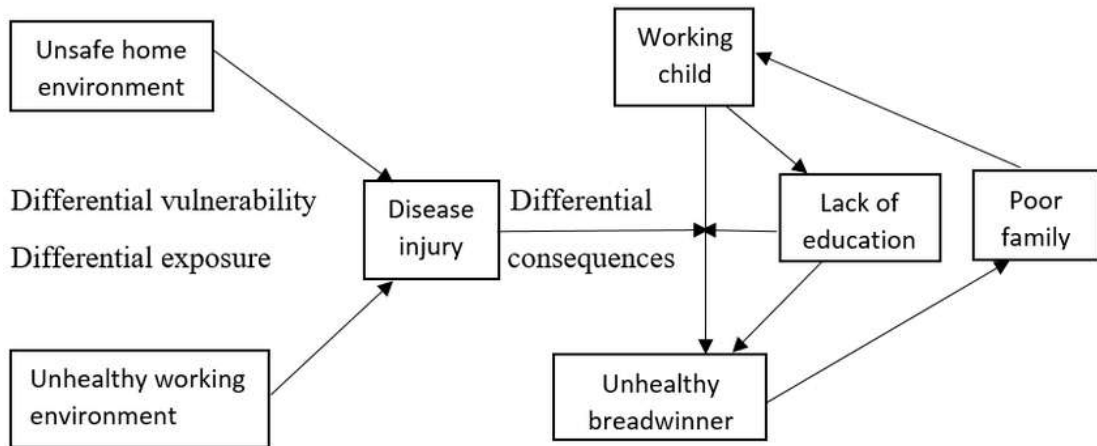 Unsafe home
environment
Working
child
Differential vulnerability
Differential exposure
Disease
injury
Differential
consequences
Lack of
education
Poor
family
Unhealthy working
environment
Unhealthy
breadwinner